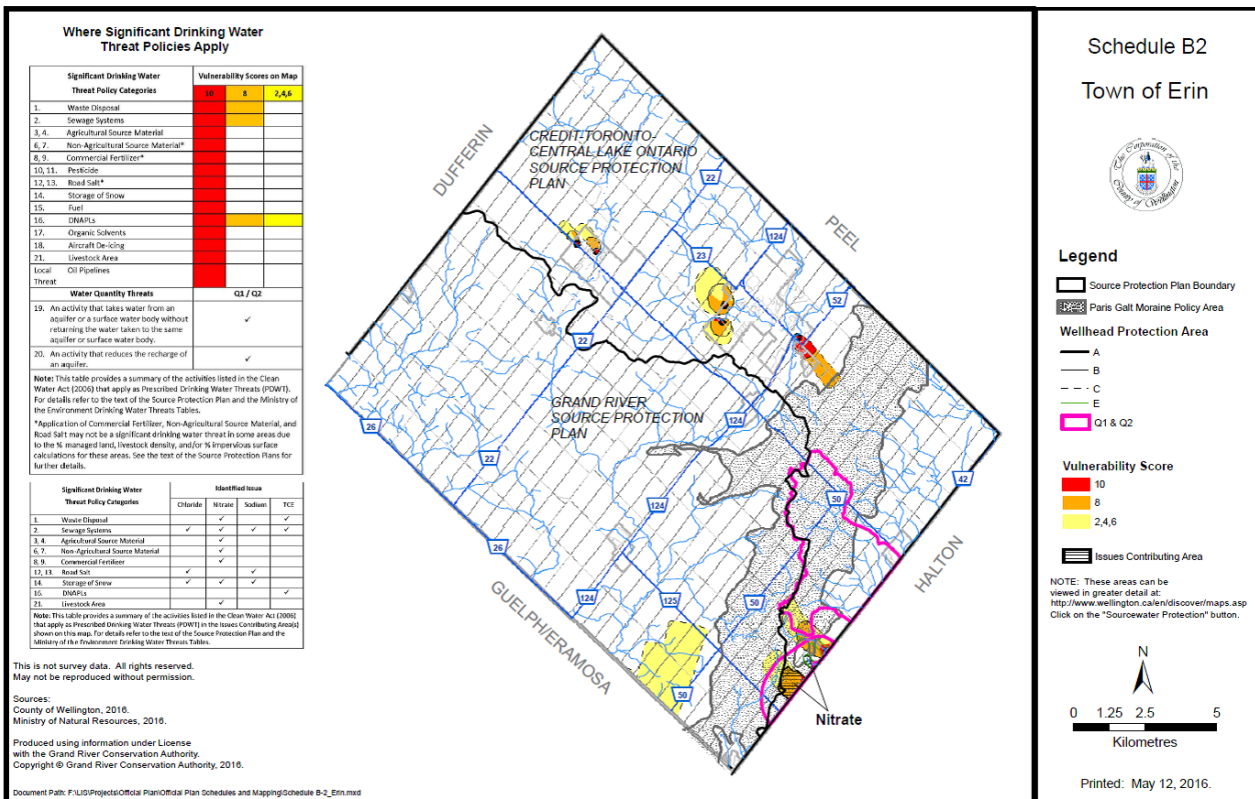 Where Significant Drinking Water
Threat Policies Apply
Significant Drinking Water
Threat Policy Categories
Vulnerability Scores on Map
10 8 2,4,6
1. Waste Disposal
2. Sewage Systems
3, 4. Agricultural Source Material
6, 7. Non-Agricultural Source Material*
8, 9. Commercial Fertilizer*
10, 11. Pesticide
12, 13. Road Salt*
14. Storage of Snow
15. Fuel
16. DNAPLs
17. Organic Solvents
18. Aircraft De-icing
21. Livestock Area
Local Oil Pipelines
Threat
Water Quantity Threats Q1 / Q2
19. An activity that takes water from an
aquifer or a surface water body without
returning the water taken to the same
aquifer or surface water body.
✓
20. An activity that reduces the recharge of
an aquifer.
✓
Note: This table provides a summary of the activities listed in the Clean
Water Act (2006) that apply as Prescribed Drinking Water Threats (PDWT).
For details refer to the text of the Source Protection Plan and the Ministry of
the Environment Drinking Water Threats Tables.
*Application of Commercial Fertilizer, Non-Agricultural Source Material, and
Road Salt may not be a significant drinking water threat in some areas due
to the % managed land, livestock density, and/or % impervious surface
calculations for these areas. See the text of the Source Protection Plans for
further details.
Significant Drinking Water
Threat Policy Categories
Identified Issue
Chloride Nitrate Sodium TCE
1. Waste Disposal ✓ ✓
2. Sewage Systems ✓ ✓ ✓ ✓
3, 4. Agricultural Source Material ✓
6, 7. Non-Agricultural Source Material ✓
8, 9. Commercial Fertilizer ✓
12, 13. Road Salt ✓ ✓
14. Storage of Snow ✓ ✓ ✓
16. DNAPLs ✓
21. Livestock Area ✓
Note: This table provides a summary of the activities listed in the Clean Water Act (2006)
that apply as Prescribed Drinking Water Threats (PDWT) in the Issues Contributing Area(s)
shown on this map. For details refer to the text of the Source Protection Plan and the
Ministry of the Environment Drinking Water Threats Tables.
This is not survey data. All rights reserved.
May not be reproduced without permission.
Sources:
County of Wellington, 2016.
Ministry of Natural Resources, 2016.
Produced using information under License
with the Grand River Conservation Authority.
Copyright © Grand River Conservation Authority, 2016.
Document Path: F:\LIS\Projects\Official Plan\Official Plan Schedules and Mapping\Schedule B-2_Erin.mxd
DUFFERIN
CREDIT-TORONTO-
CENTRAL LAKE ONTARIO
SOURCE PROTECTION
PLAN
22
PEEL
124
23
52
22
GRAND RIVER
SOURCE PROTECTION
PLAN
124
26
22
42
50
124
26
HALTON
124
125
50
GUELPH/ERAMOSA
50
Nitrate
Schedule B2
Town of Erin
The Corporation of the
County of Wellington
Legend
Source Protection Plan Boundary
Paris Galt Moraine Policy Area
Wellhead Protection Area
A
B
C
E
Q1 & Q2
Vulnerability Score
10
8
2,4,6
Issues Contributing Area
NOTE: These areas can be
viewed in greater detail at:
http://www.wellington.ca/en/discover/maps.asp
Click on the "Sourcewater Protection" button.
N
0 1.25 2.5 5
Kilometres
Printed: May 12, 2016.